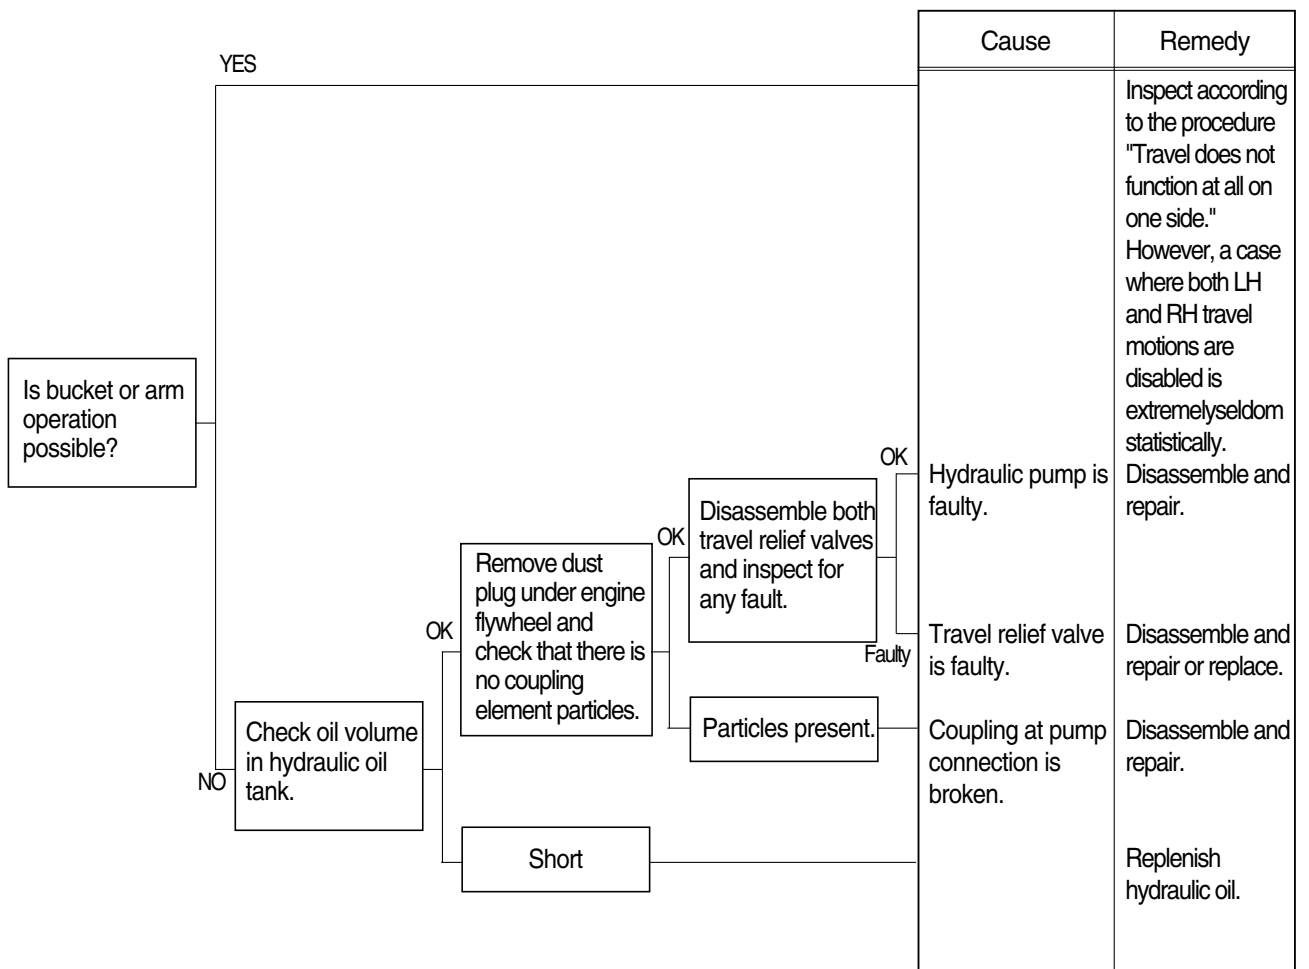 Cause
Remedy
YES
Inspect according
to the procedure
"Travel does not
function at all on
one side."
However, a case
where both LH
and RH travel
motions are
disabled is
extremelyseldom
statistically.
Is bucket or arm
operation
possible?
NO
Check oil volume
in hydraulic oil
tank.
OK
Remove dust
plug under engine
flywheel and
check that there is
no coupling
element particles.
OK
Disassemble both
travel relief valves
and inspect for
any fault.
OK
Hydraulic pump is
faulty.
Disassemble and
repair.
Faulty
Travel relief valve
is faulty.
Disassemble and
repair or replace.
Particles present.
Coupling at pump
connection is
broken.
Disassemble and
repair.
Short
Replenish
hydraulic oil.